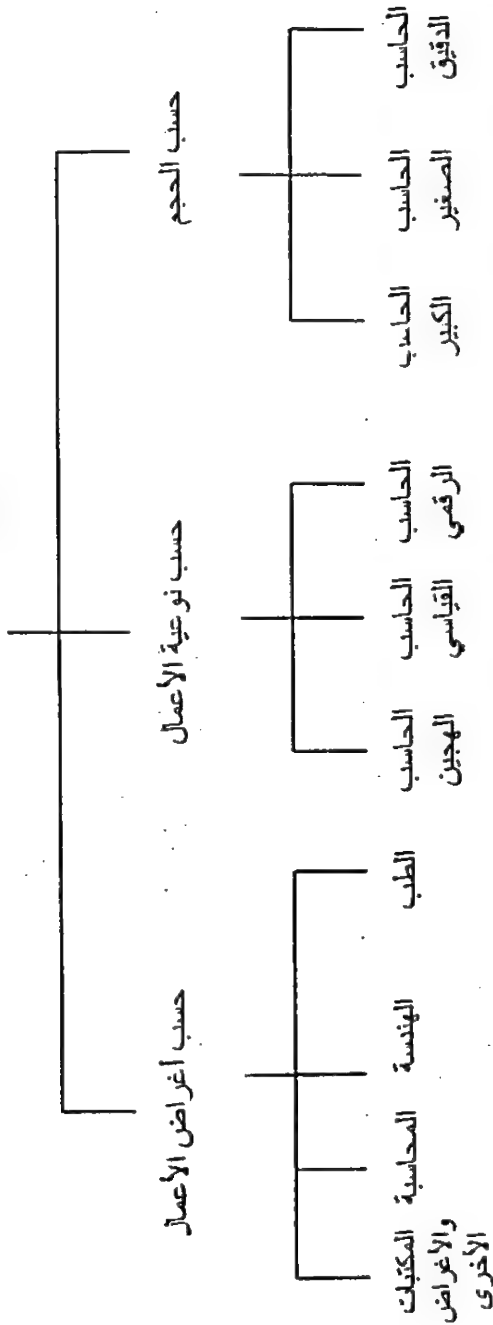 حسب الحجم
حسب نوعية الأعمال
حسب أغراض الأعمال
الحاسب
الدقيق
الحاسب
الصغير
الحاسب
الكبير
الحاسب
الرقمي
الحاسب
القياسي
الحاسب
الهجين
الطب
الهندسة
المحاسبة
المكتبات
والأغراض
الأخرى